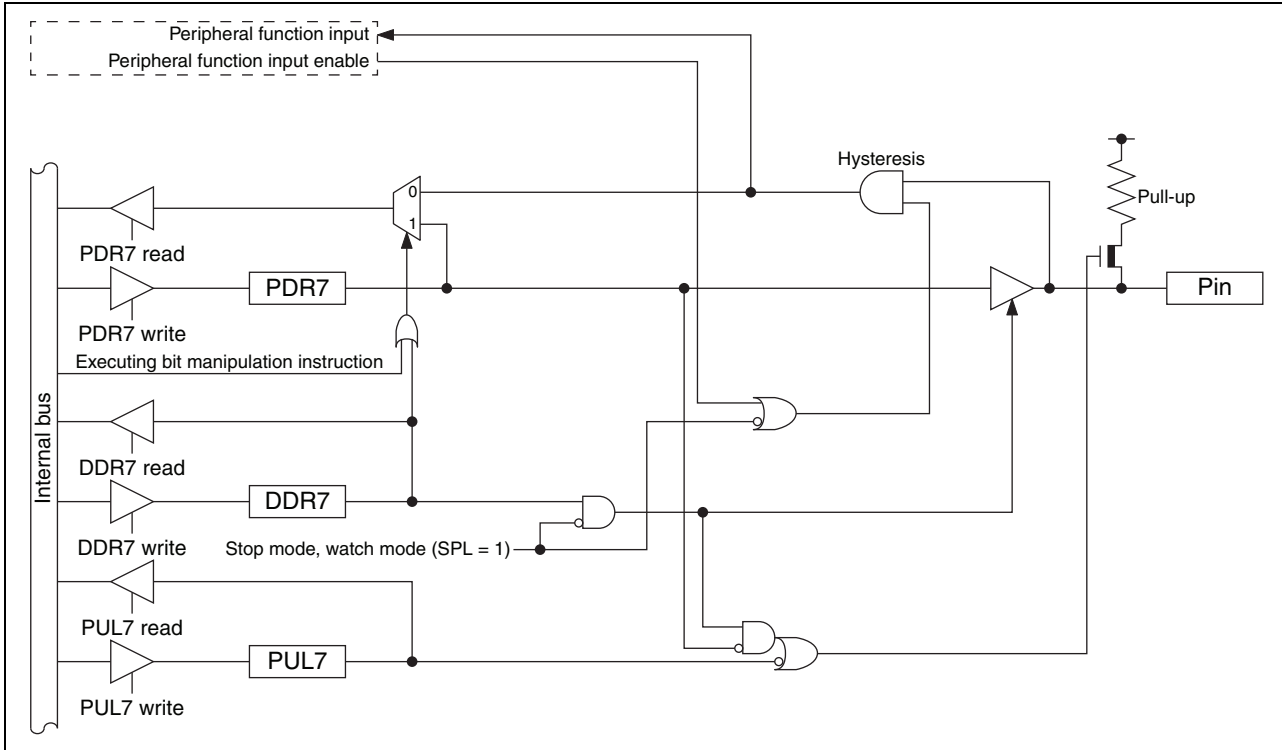 Peripheral function input
Peripheral function input enable
Hysteresis
0
Pull-up
1
PDR7 read
PDR7
Pin
PDR7 write
Executing bit manipulation instruction
Internal bus
DDR7 read
DDR7
DDR7 write
Stop mode, watch mode (SPL = 1)
PUL7 read
PUL7
PUL7 write